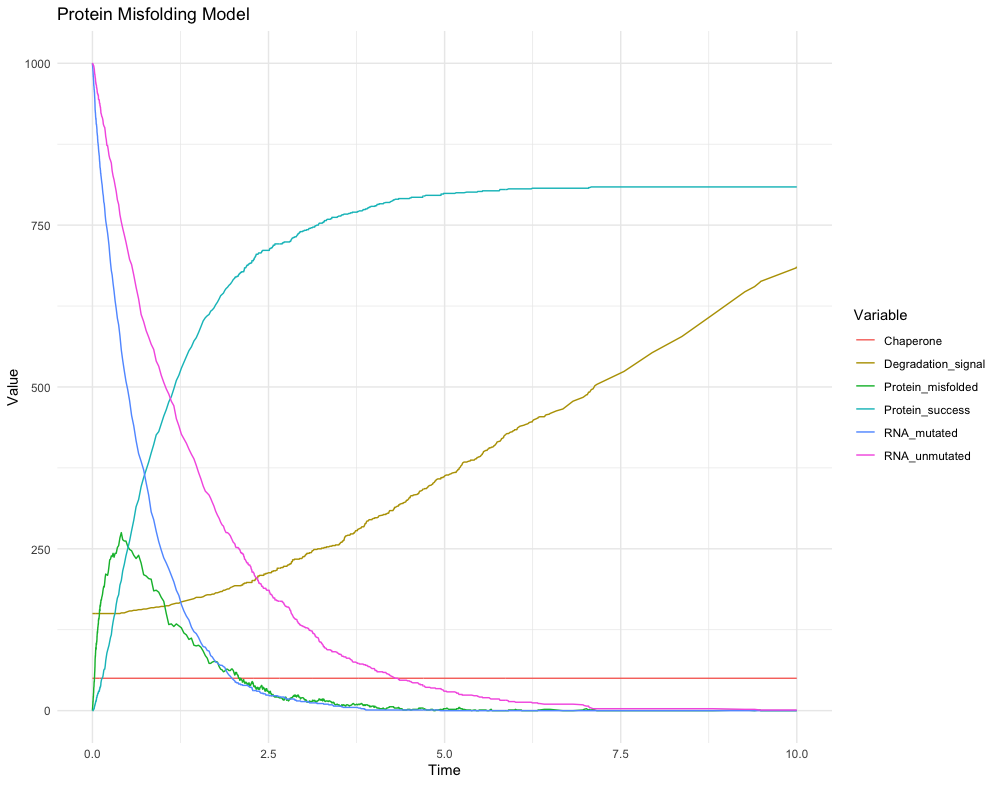 Protein Misfolding Model
1000
750
500
250
0
Value
0.0
2.5
5.0
7.5
10.0
Time
Variable
Chaperone
Degradation_signal
Protein_misfolded
Protein_success
RNA_mutated
RNA_unmutated